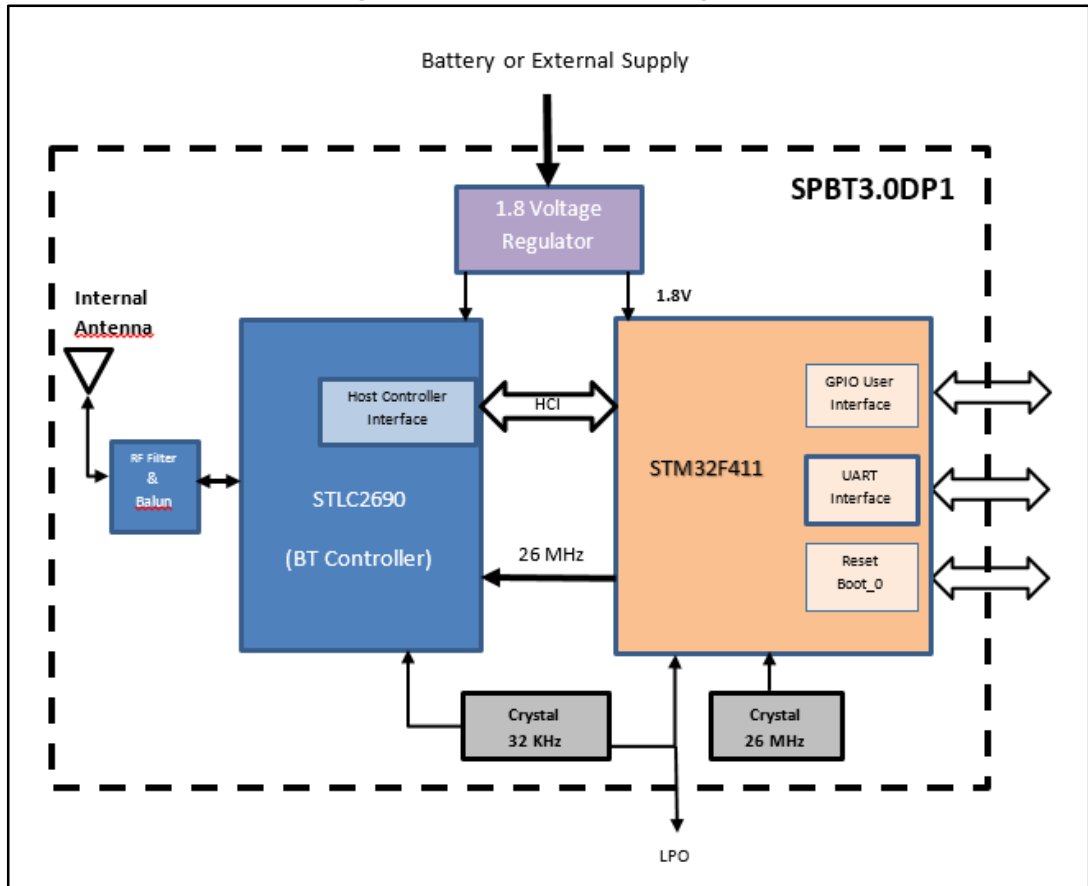 Battery or External Supply
SPBT3.0DP1
1.8 Voltage
Regulator
1.8V
Internal
Antenna
Host Controller
Interface
HCI
GPIO User
Interface
RF Filter
&
Balun
STLC2690
(BT Controller)
STM32F411
UART
Interface
26 MHz
Reset
Boot_0
Crystal
32 KHz
Crystal
26 MHz
LPO